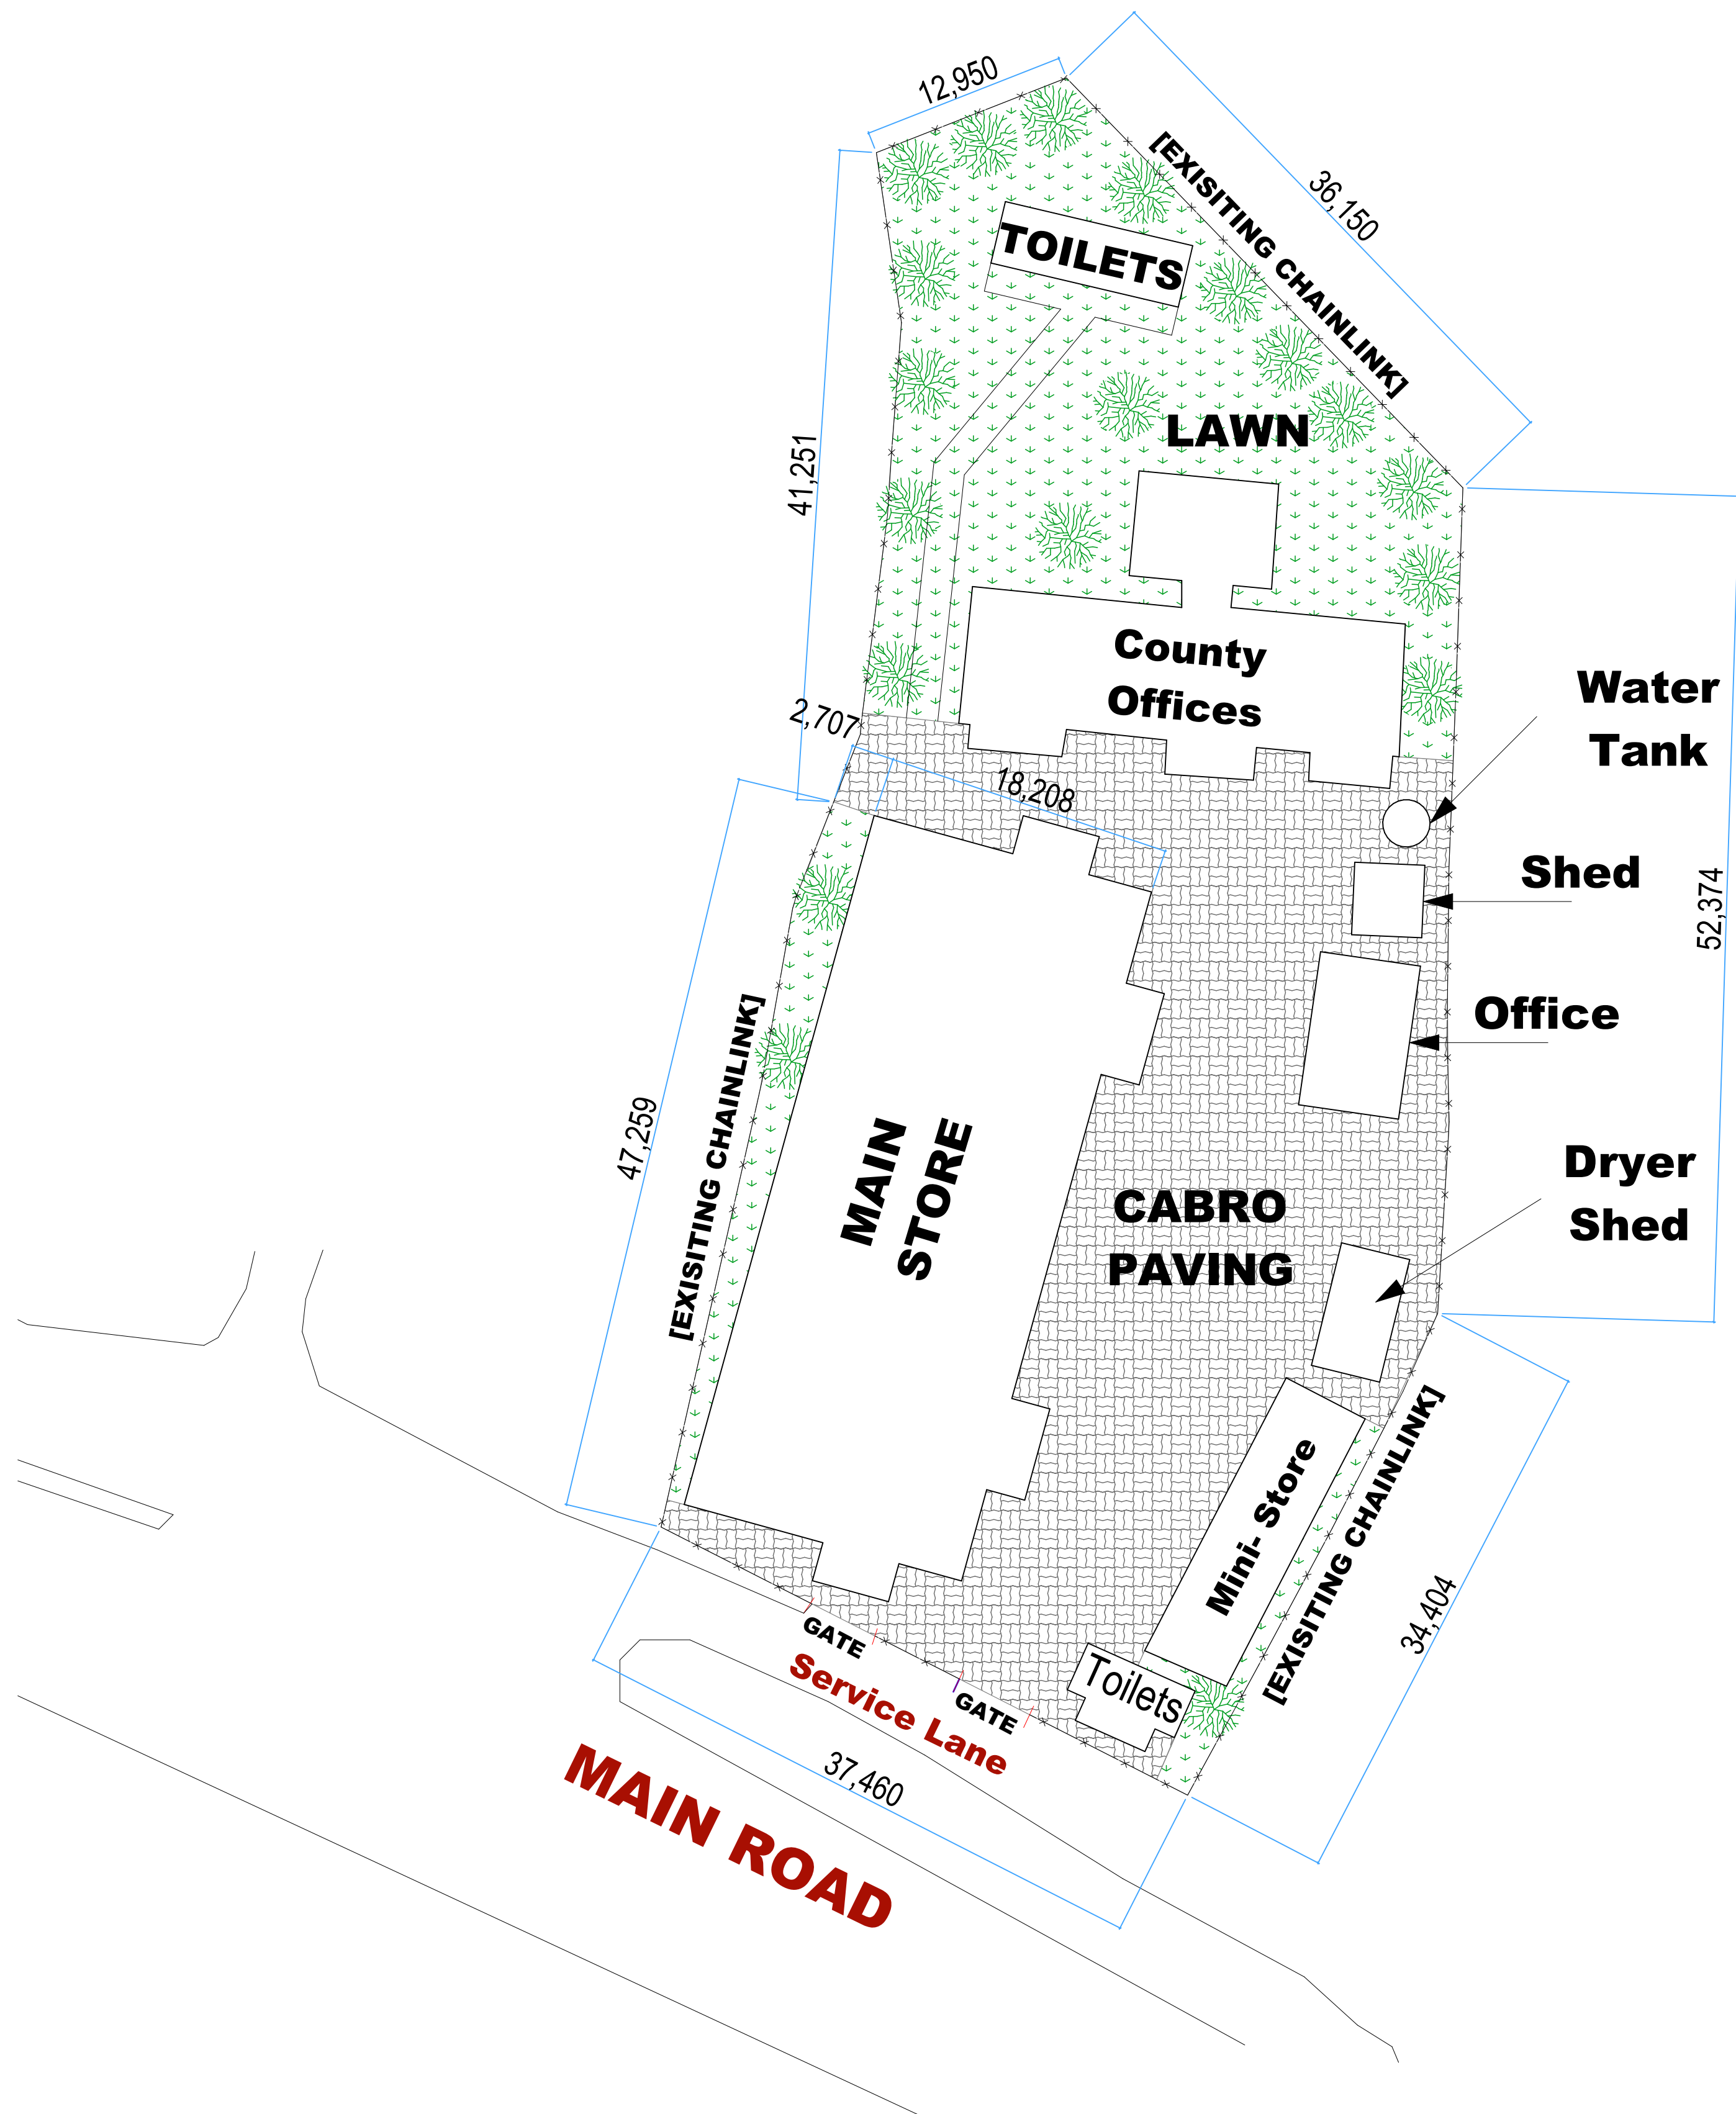 12,950
36,150
[EXISITING CHAINLINK]
TOILETS
LAWN
41,251
County
Offices
Water
Tank
2,707
18,208
Shed
52,374
Office
[EXISITING CHAINLINK]
47,259
MAIN
STORE
Dryer
Shed
CABRO
PAVING
Mini- Store
[EXISITING CHAINLINK]
34,404
Toilets
GATE
Service Lane
GATE
37,460
MAIN ROAD